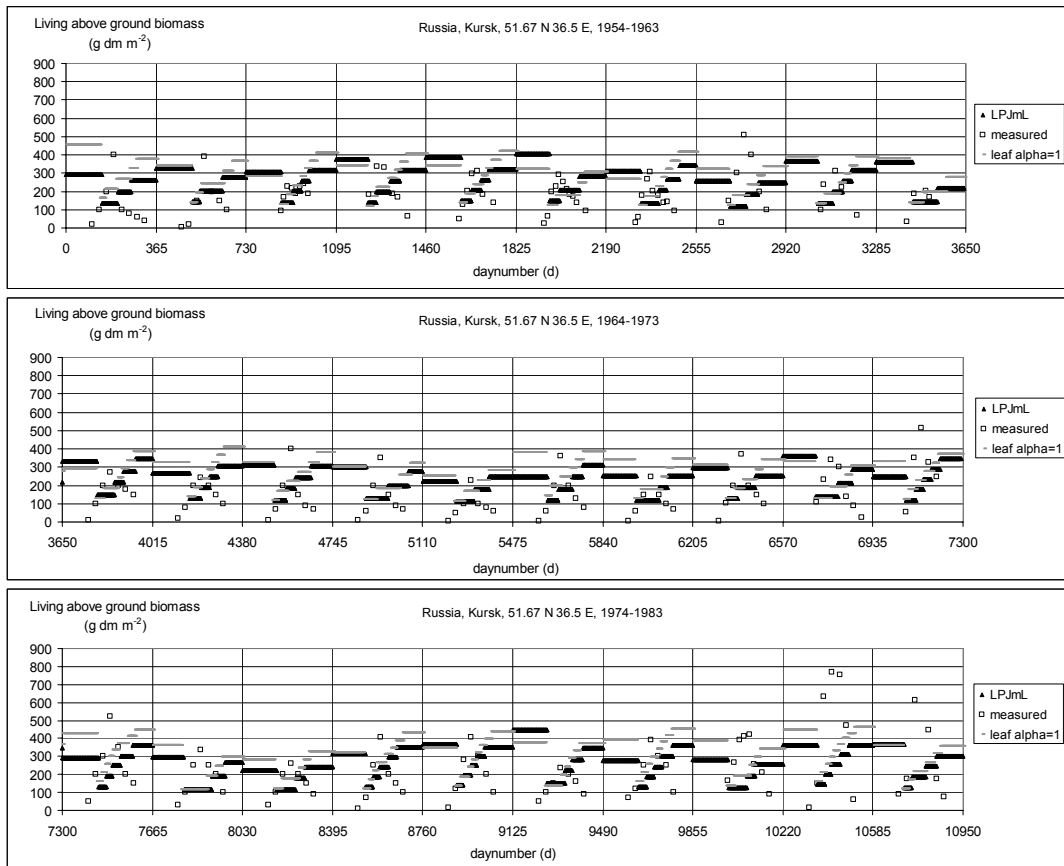 Living above ground biomass
(g dm m-2)
Russia, Kursk, 51.67 N 36.5 E, 1954-1963
900
800
700
600
500
400
300
200
100
0
0 365 730 1095 1460 1825 2190 2555 2920 3285 3650
daynumber (d)
LPJmL
measured
leaf alpha=1
Living above ground biomass
(g dm m-2)
Russia, Kursk, 51.67 N 36.5 E, 1964-1973
900
800
700
600
500
400
300
200
100
0
3650 4015 4380 4745 5110 5475 5840 6205 6570 6935 7300
daynumber (d)
LPJmL
measured
leaf alpha=1
Living above ground biomass
(g dm m-2)
Russia, Kursk, 51.67 N 36.5 E, 1974-1983
900
800
700
600
500
400
300
200
100
0
7300 7665 8030 8395 8760 9125 9490 9855 10220 10585 10950
daynumber (d)
LPJmL
measured
leaf alpha=1